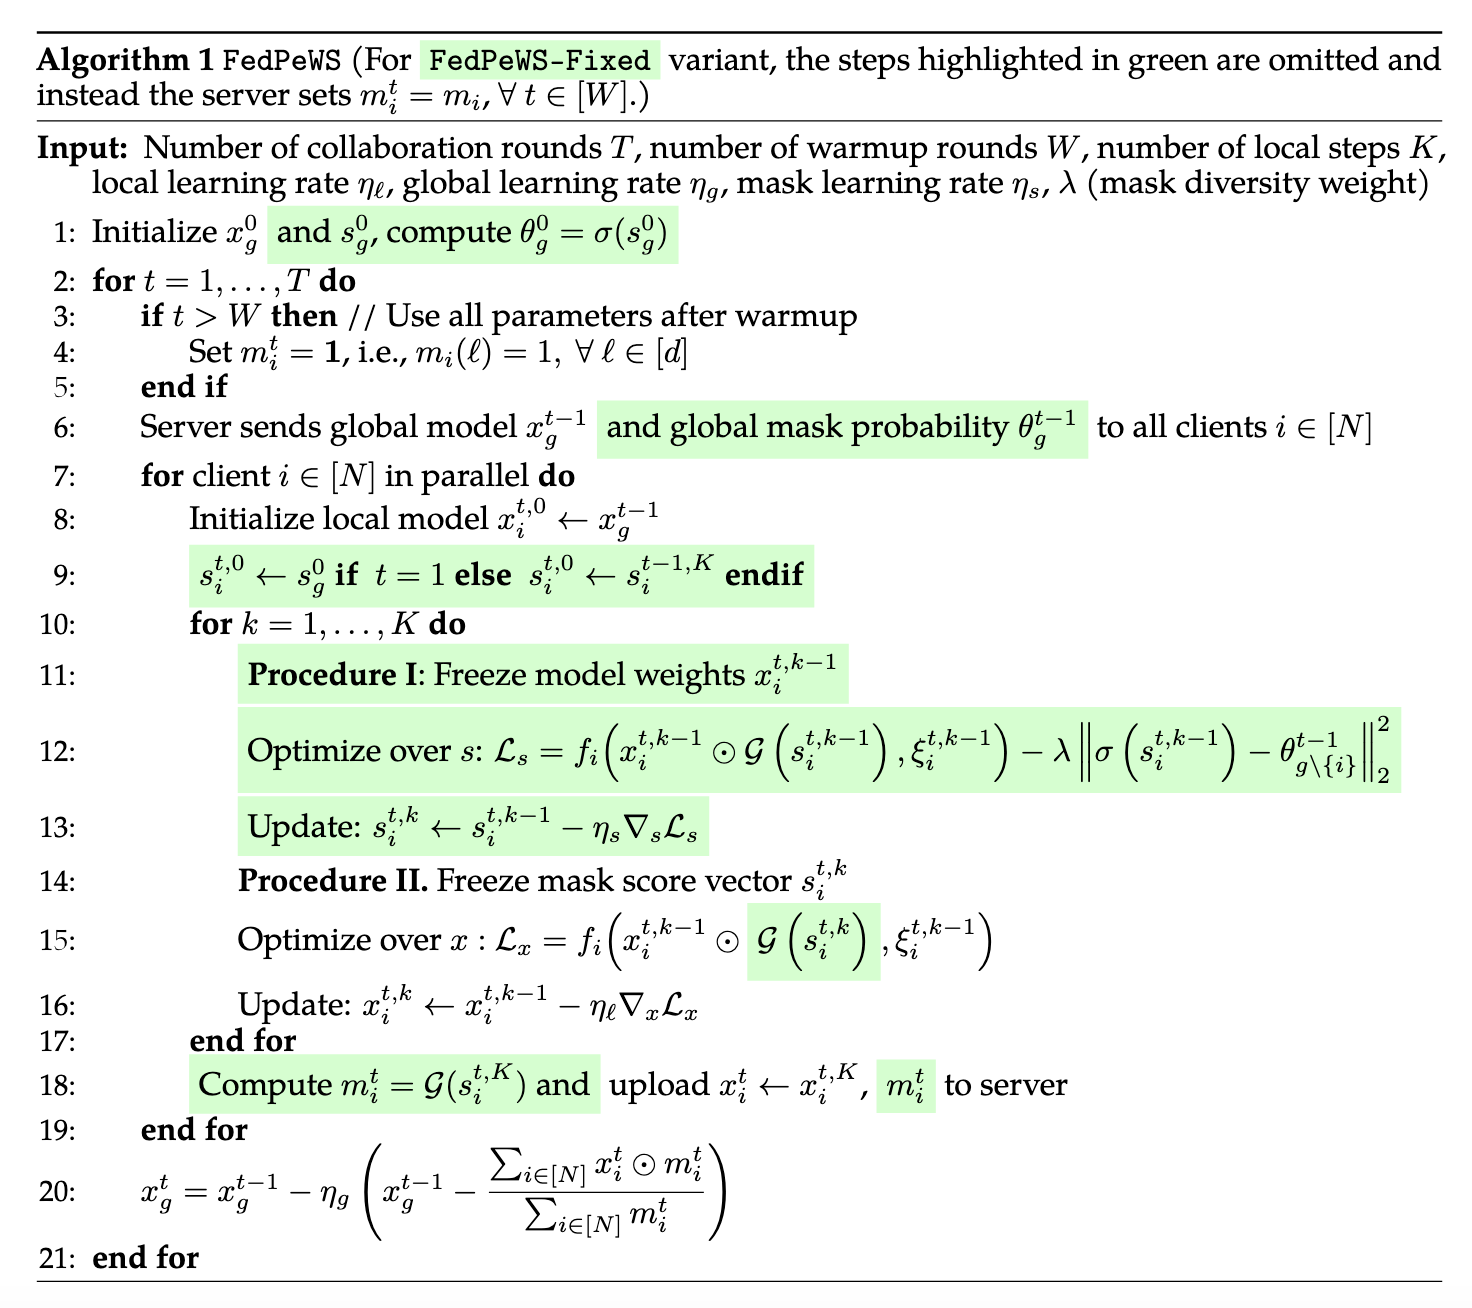 Algorithm 1 FedPeWS (For FedPeWS-Fixed variant, the steps highlighted in green are omitted and
instead the server sets $m_i^t = m_i, \forall\, t \in [W]$.)
Input: Number of collaboration rounds $T$, number of warmup rounds $W$, number of local steps $K$,
local learning rate $\eta_\ell$, global learning rate $\eta_g$, mask learning rate $\eta_s$, $\lambda$ (mask diversity weight)
1: Initialize $x_g^0$ and $s_g^0$, compute $\theta_g^0 = \sigma(s_g^0)$
2: for $t = 1, \ldots, T$ do
3: if $t > W$ then // Use all parameters after warmup
4: Set $m_i^t = \mathbf{1}$, i.e., $m_i(\ell) = 1, \forall\, \ell \in [d]$
5: end if
6: Server sends global model $x_g^{t-1}$ and global mask probability $\theta_g^{t-1}$ to all clients $i \in [N]$
7: for client $i \in [N]$ in parallel do
8: Initialize local model $x_i^{t,0} \leftarrow x_g^{t-1}$
9: $s_i^{t,0} \leftarrow s_g^0$ if $t = 1$ else $s_i^{t,0} \leftarrow s_i^{t-1,K}$ endif
10: for $k = 1, \ldots, K$ do
11: Procedure I: Freeze model weights $x_i^{t,k-1}$
12: Optimize over $s$: $\mathcal{L}_s = f_i\left(x_i^{t,k-1} \odot \mathcal{G}\left(s_i^{t,k-1}\right), \xi_i^{t,k-1}\right) - \lambda \left\| \sigma\left(s_i^{t,k-1}\right) - \theta_{g\setminus\{i\}}^{t-1} \right\|_2^2$
13: Update: $s_i^{t,k} \leftarrow s_i^{t,k-1} - \eta_s \nabla_s \mathcal{L}_s$
14: Procedure II. Freeze mask score vector $s_i^{t,k}$
15: Optimize over $x$ : $\mathcal{L}_x = f_i\left(x_i^{t,k-1} \odot \mathcal{G}\left(s_i^{t,k}\right), \xi_i^{t,k-1}\right)$
16: Update: $x_i^{t,k} \leftarrow x_i^{t,k-1} - \eta_\ell \nabla_x \mathcal{L}_x$
17: end for
18: Compute $m_i^t = \mathcal{G}(s_i^{t,K})$ and upload $x_i^t \leftarrow x_i^{t,K}$, $m_i^t$ to server
19: end for
20: $x_g^t = x_g^{t-1} - \eta_g \left( x_g^{t-1} - \frac{\sum_{i \in [N]} x_i^t \odot m_i^t}{\sum_{i \in [N]} m_i^t} \right)$
21: end for